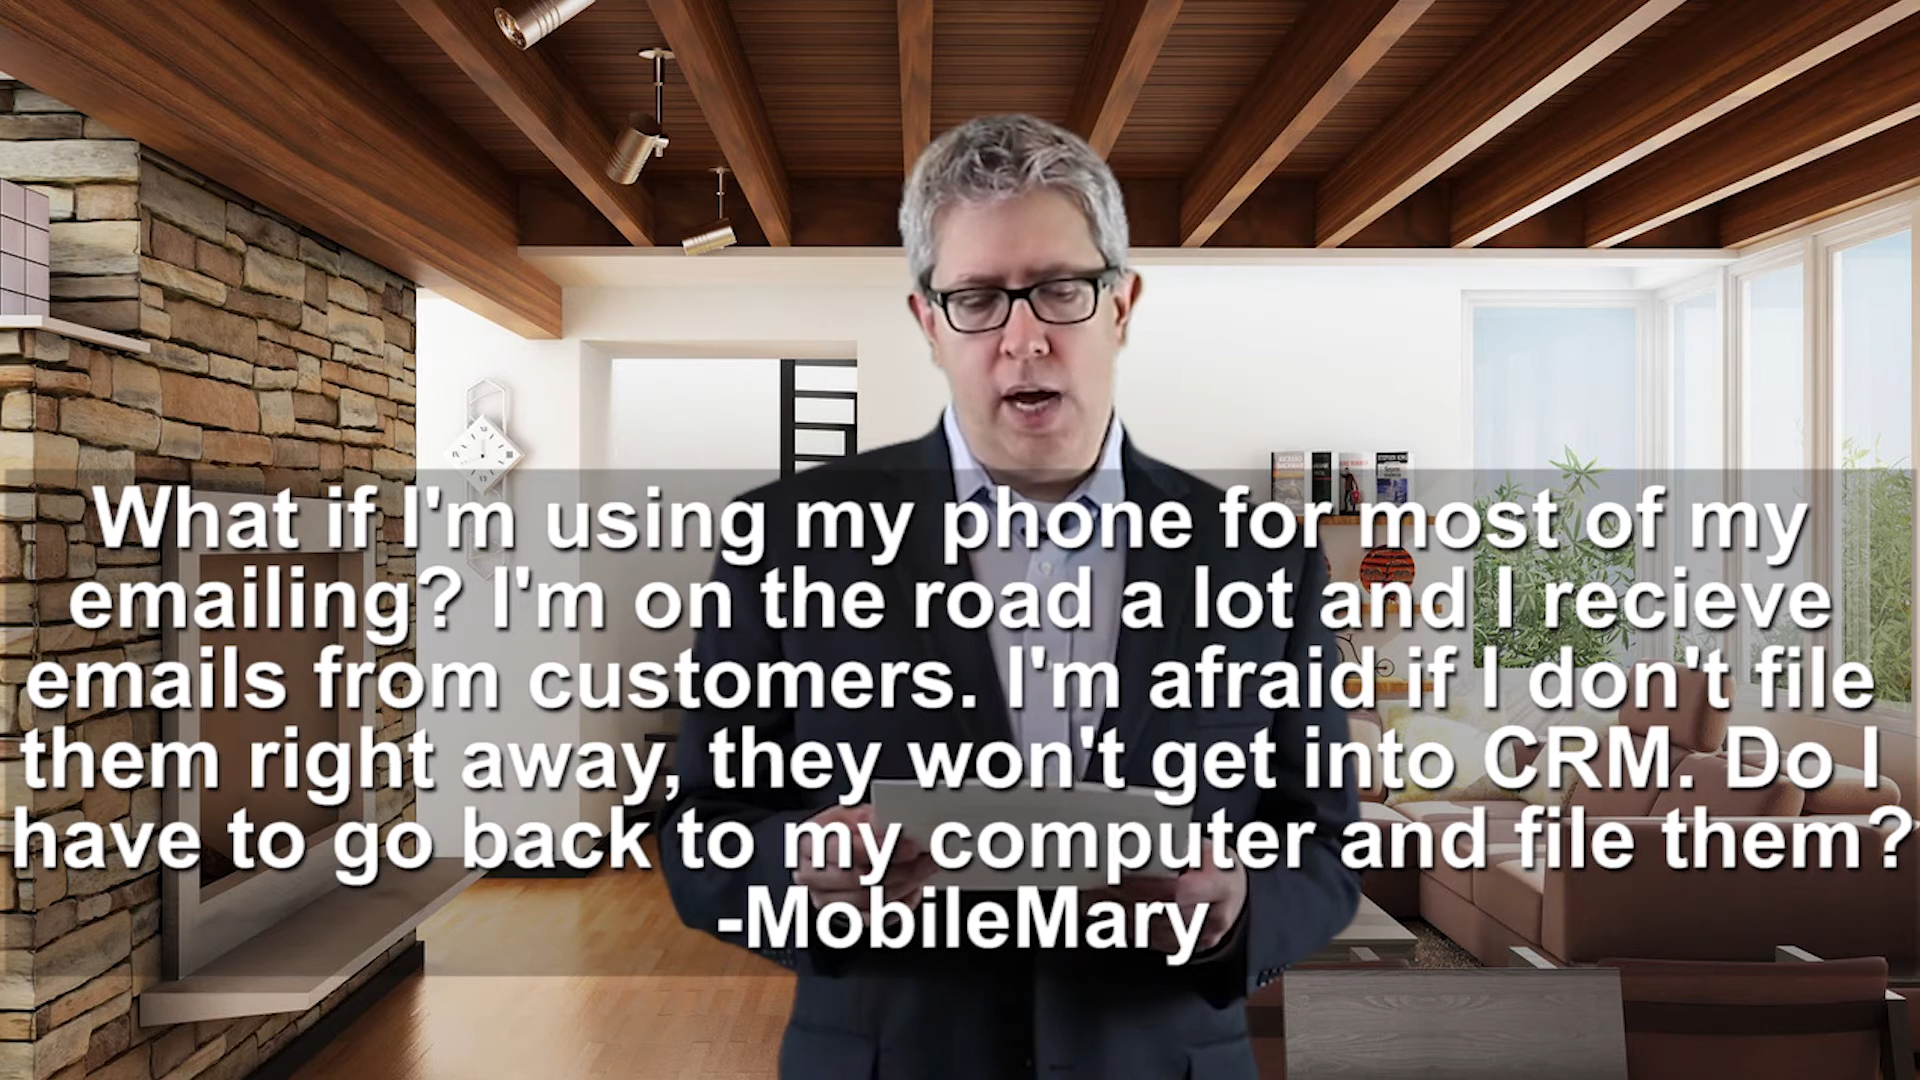 What if I'm using my phone for most of my
emailing? I'm on the road a lot and I recieve
emails from customers. I'm afraid if I don't file
them right away, they won't get into CRM. Do I
have to go back to my computer and file them?
-MobileMary